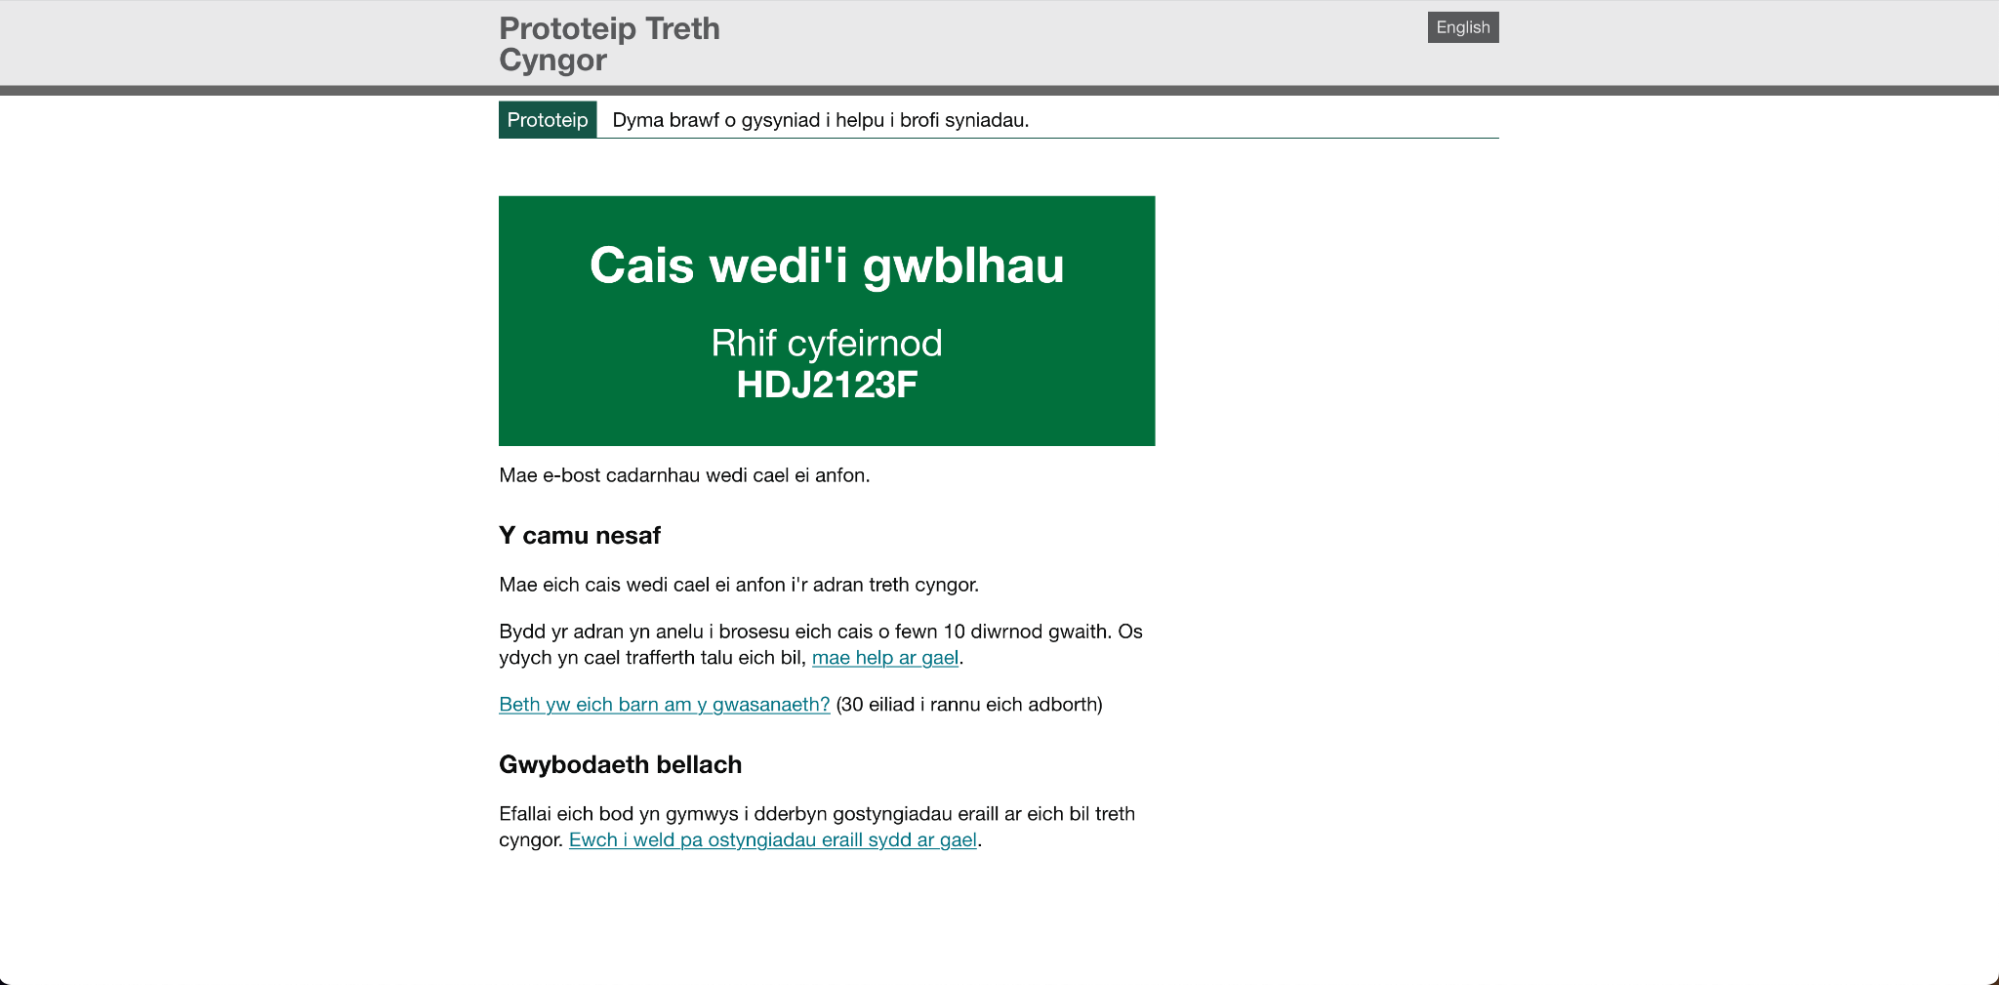 Prototeip Treth
Cyngor
English
Prototeip
Dyma brawf o gysyniad i helpu i brofi syniadau.
Cais wedi'i gwblhau
Rhif cyfeirnod
HDJ2123F
Mae e-bost cadarnhau wedi cael ei anfon.
Y camu nesaf
Mae eich cais wedi cael ei anfon i'r adran treth cyngor.
Bydd yr adran yn anelu i brosesu eich cais o fewn 10 diwrnod gwaith. Os
ydych yn cael trafferth talu eich bil, mae help ar gael.
Beth yw eich barn am y gwasanaeth? (30 eiliad i rannu eich adborth)
Gwybodaeth bellach
Efallai eich bod yn gymwys i dderbyn gostyngiadau eraill ar eich bil treth
cyngor. Ewch i weld pa ostyngiadau eraill sydd ar gael.